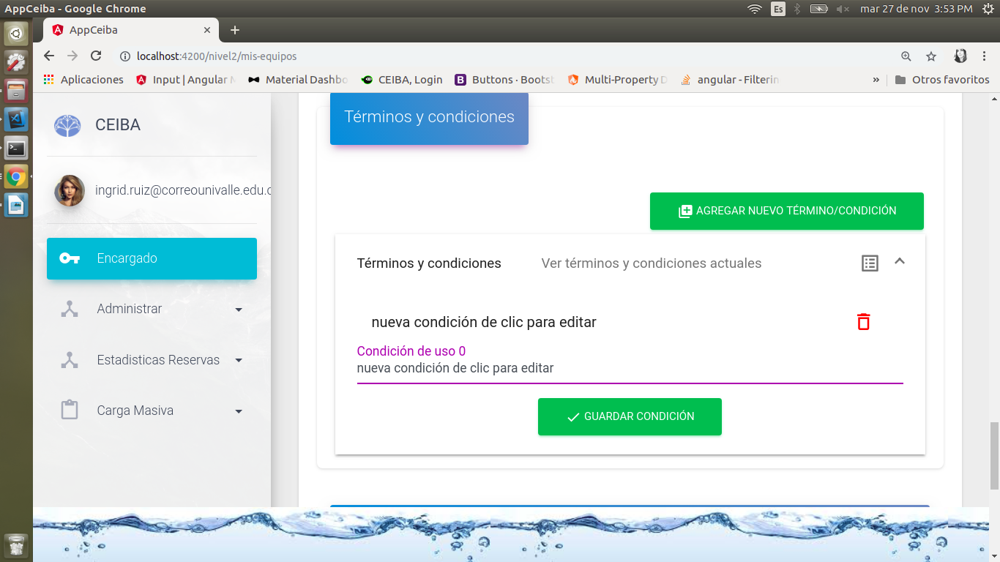 AppCeiba - Google Chrome
Es
mar 27 de nov 3:53 PM
AppCeiba
localhost:4200/nivel2/mis-equipos
Aplicaciones
Input | Angular
Material Dashbo
CEIBA, Login
Buttons · Boots
Multi-Property
angular - Filterin
»
Otros favoritos
CEIBA
ingrid.ruiz@correounivalle.edu.c
Encargado
Administrar
Estadisticas Reservas
Carga Masiva
Términos y condiciones
AGREGAR NUEVO TÉRMINO/CONDICIÓN
Términos y condiciones
Ver términos y condiciones actuales
nueva condición de clic para editar
Condición de uso 0
nueva condición de clic para editar
GUARDAR CONDICIÓN